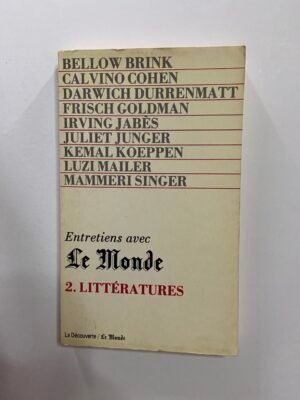 BELLOW BRINK
CALVINO COHEN
DARWICH DURRENMATT
FRISCH GOLDMAN
IRVING JABÈS
JULIET JUNGER
KEMAL KOEPPEN
LUZI MAILER
MAMMERI SINGER
Entretiens avec
Le Monde
2. LITTÉRATURES
La Découverte / Le Monde